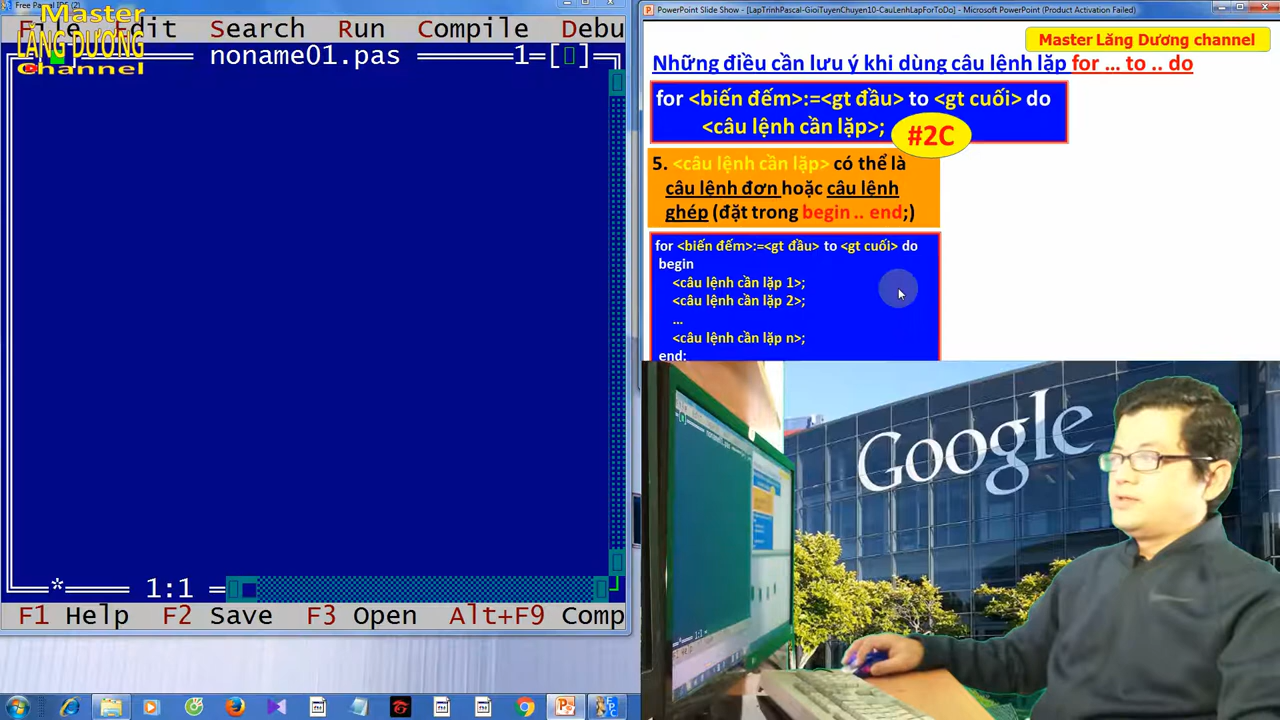 Free Pascal IDE
Master
LĂNG DƯƠNG
Channel
File Edit Search Run Compile Debu
noname01.pas 1=[ ]
* 1:1
F1 Help F2 Save F3 Open Alt+F9 Comp
PowerPoint Slide Show - [LapTrinhPascal-GioiTuyenChuyen10-CauLenhLapForToDo] - Microsoft PowerPoint (Product Activation Failed)
Master Lăng Dương channel
Những điều cần lưu ý khi dùng câu lệnh lặp for ... to .. do
for <biến đếm>:=<gt đầu> to <gt cuối> do
<câu lệnh cần lặp>;
#2C
5. <câu lệnh cần lặp> có thể là
câu lệnh đơn hoặc câu lệnh
ghép (đặt trong begin .. end;)
for <biến đếm>:=<gt đầu> to <gt cuối> do
begin
<câu lệnh cần lặp 1>;
<câu lệnh cần lặp 2>;
...
<câu lệnh cần lặp n>;
end;
Google